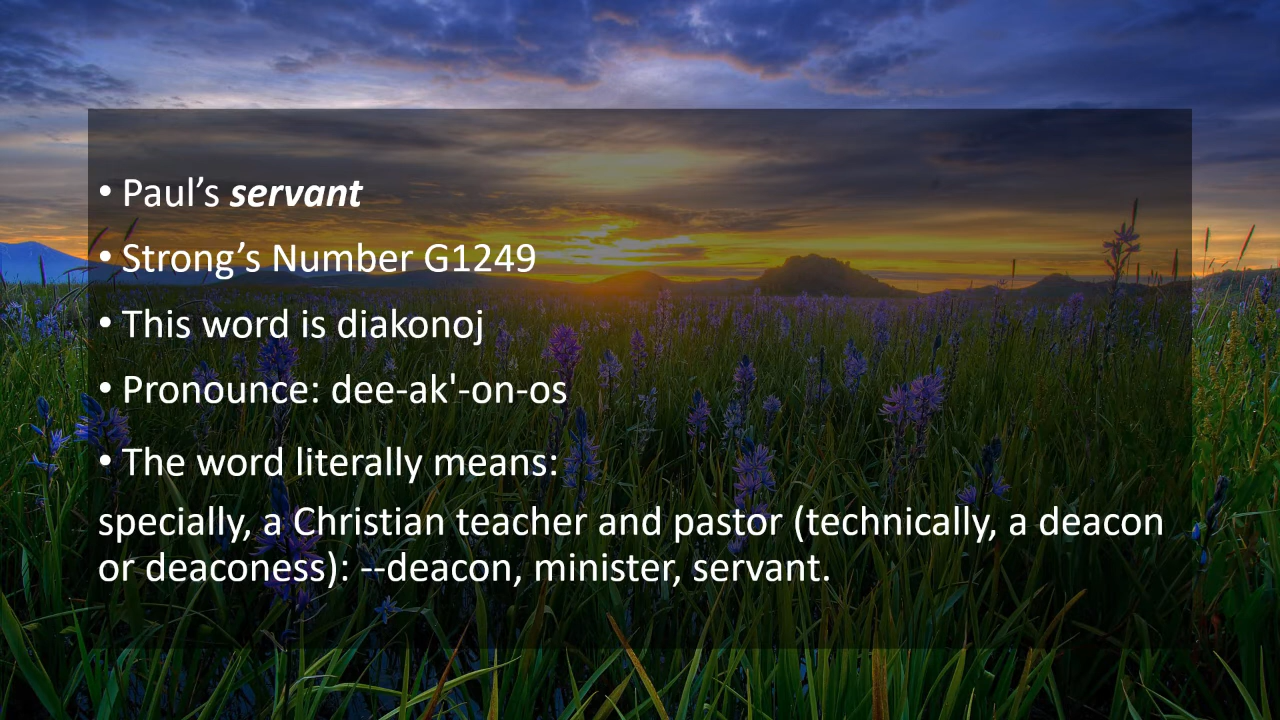 • Paul’s servant
• Strong’s Number G1249
• This word is diakonoj
• Pronounce: dee-ak'-on-os
• The word literally means:
specially, a Christian teacher and pastor (technically, a deacon
or deaconess): --deacon, minister, servant.